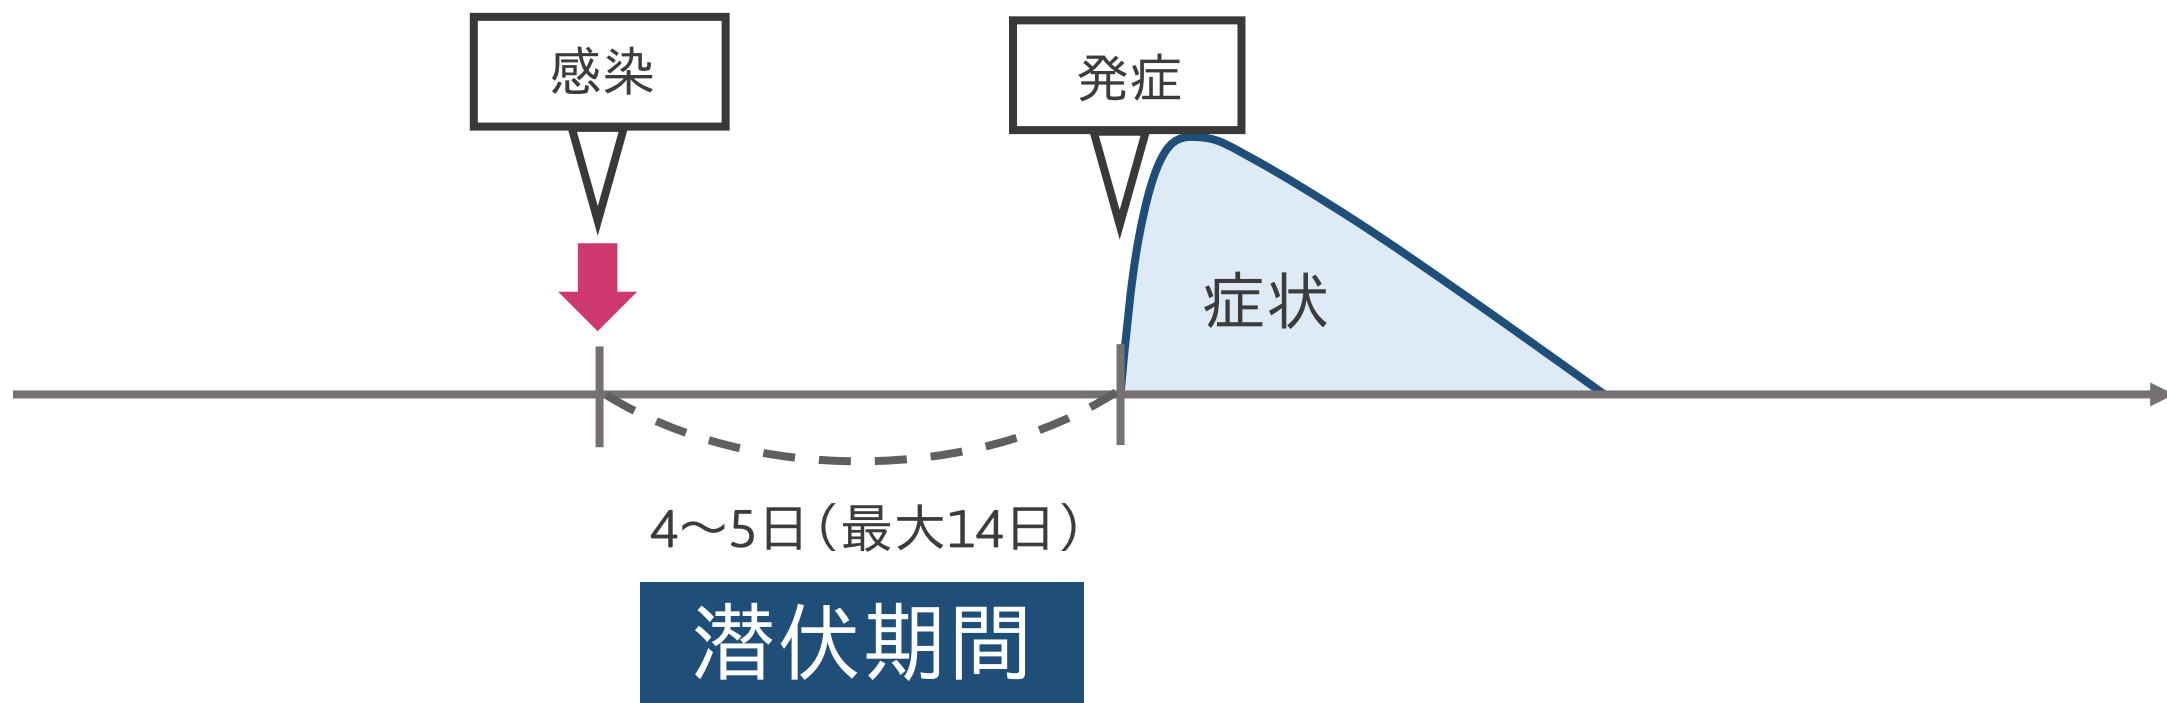 感染
発症
症状
4～5日（最大14日）
潜伏期間